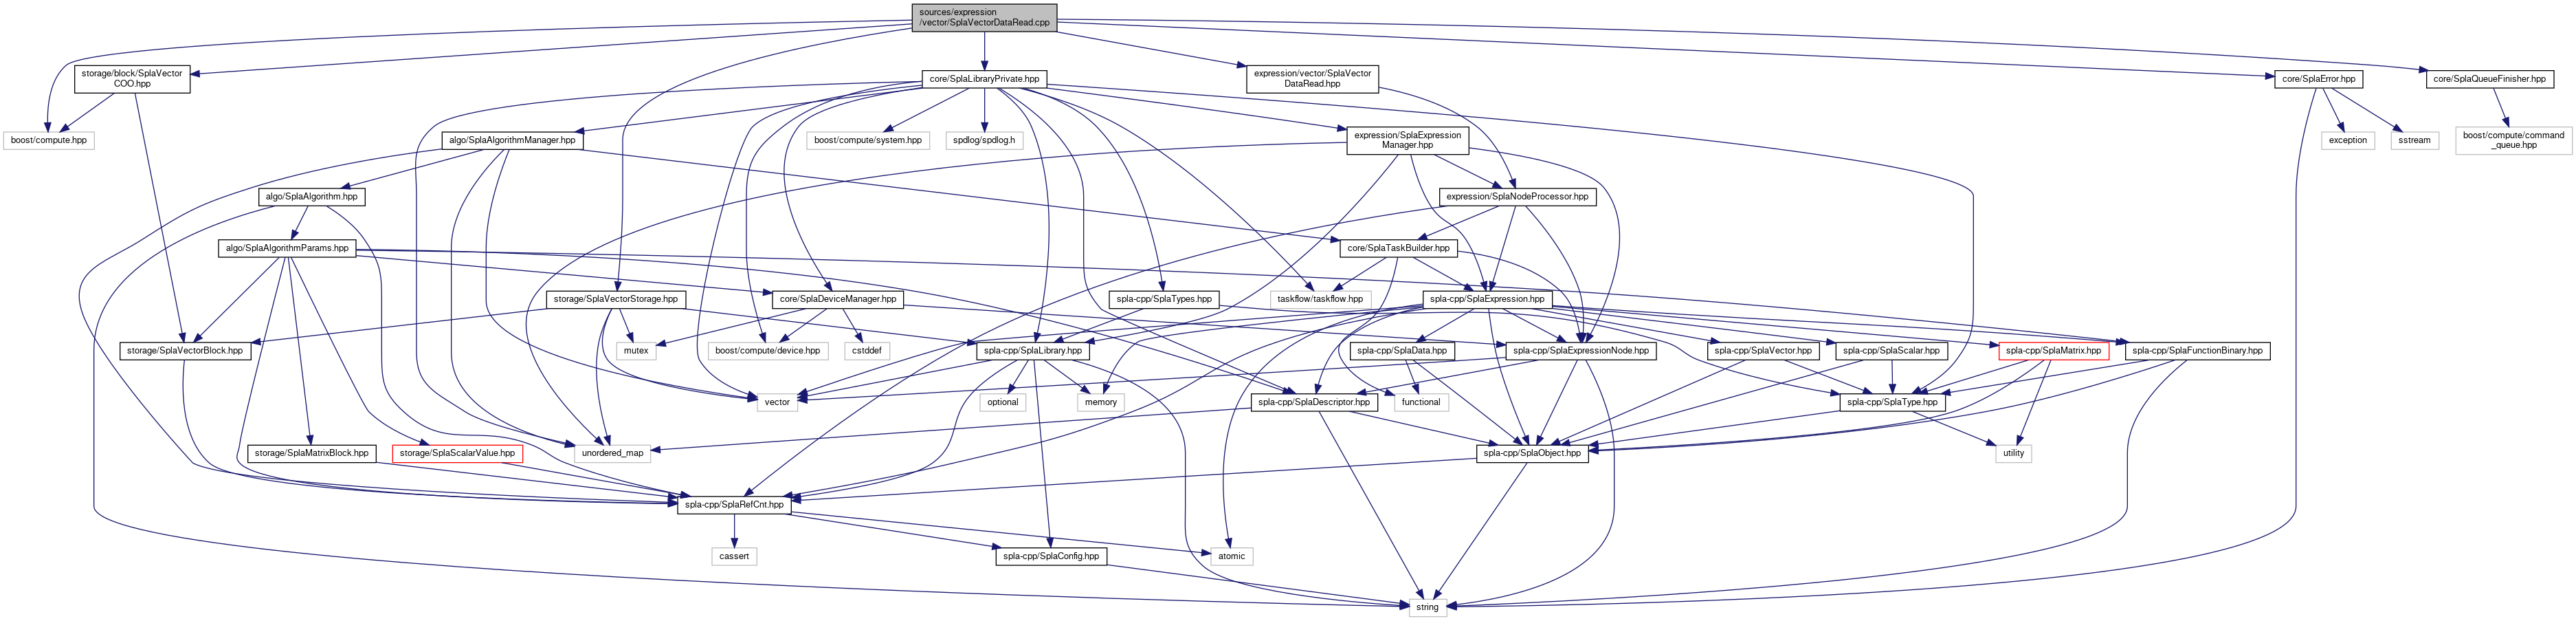 sources/expression
/vector/SplaVectorDataRead.cpp
storage/block/SplaVector
COO.hpp
core/SplaLibraryPrivate.hpp
expression/vector/SplaVector
DataRead.hpp
core/SplaError.hpp
core/SplaQueueFinisher.hpp
boost/compute.hpp
algo/SplaAlgorithmManager.hpp
boost/compute/system.hpp
spdlog/spdlog.h
expression/SplaExpression
Manager.hpp
exception
sstream
boost/compute/command
_queue.hpp
algo/SplaAlgorithm.hpp
expression/SplaNodeProcessor.hpp
algo/SplaAlgorithmParams.hpp
core/SplaTaskBuilder.hpp
storage/SplaVectorStorage.hpp
core/SplaDeviceManager.hpp
spla-cpp/SplaTypes.hpp
taskflow/taskflow.hpp
spla-cpp/SplaExpression.hpp
storage/SplaVectorBlock.hpp
mutex
boost/compute/device.hpp
cstddef
spla-cpp/SplaLibrary.hpp
spla-cpp/SplaData.hpp
spla-cpp/SplaExpressionNode.hpp
spla-cpp/SplaVector.hpp
spla-cpp/SplaScalar.hpp
spla-cpp/SplaMatrix.hpp
spla-cpp/SplaFunctionBinary.hpp
vector
optional
memory
spla-cpp/SplaDescriptor.hpp
functional
spla-cpp/SplaType.hpp
storage/SplaMatrixBlock.hpp
storage/SplaScalarValue.hpp
unordered_map
spla-cpp/SplaObject.hpp
utility
spla-cpp/SplaRefCnt.hpp
cassert
spla-cpp/SplaConfig.hpp
atomic
string